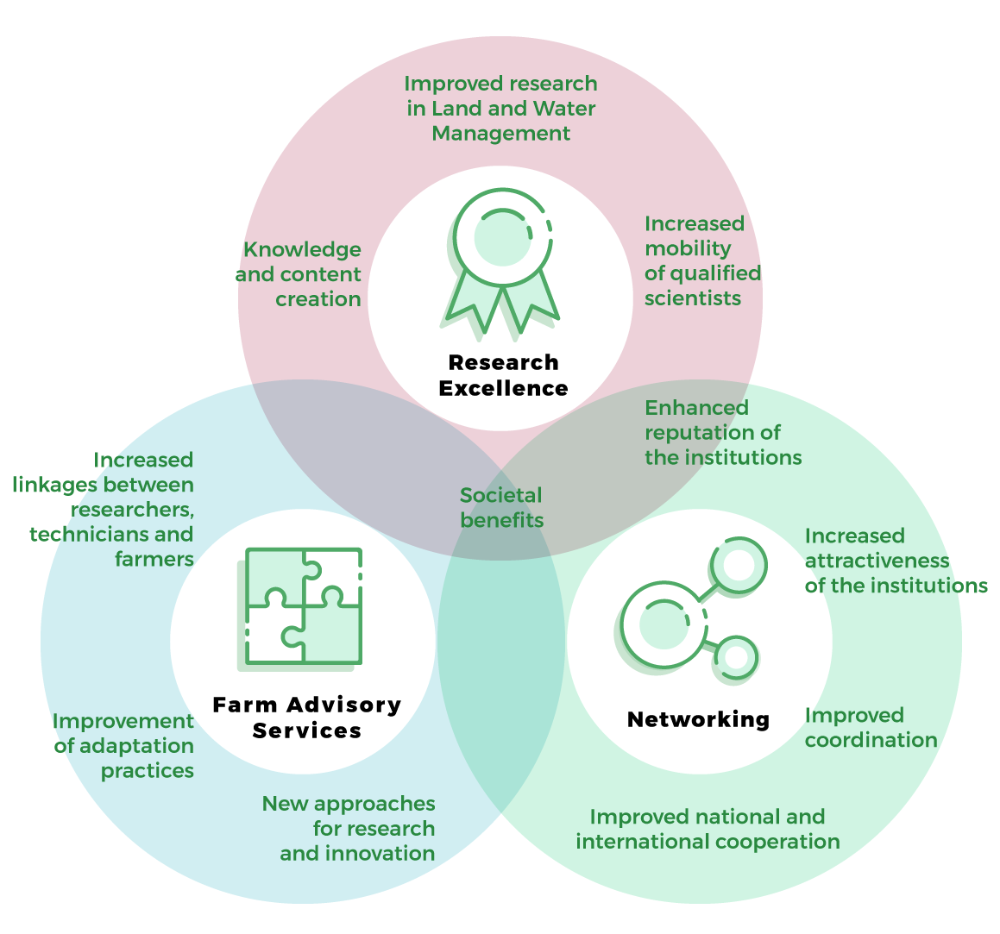 Improved research
in Land and Water
Management
Knowledge
and content
creation
Increased
mobility
of qualified
scientists
Research
Excellence
Enhanced
reputation of
the institutions
Increased
linkages between
researchers,
technicians and
farmers
Societal
benefits
Increased
attractiveness
of the institutions
Farm Advisory
Services
Networking
Improvement
of adaptation
practices
Improved
coordination
New approaches
for research
and innovation
Improved national and
international cooperation